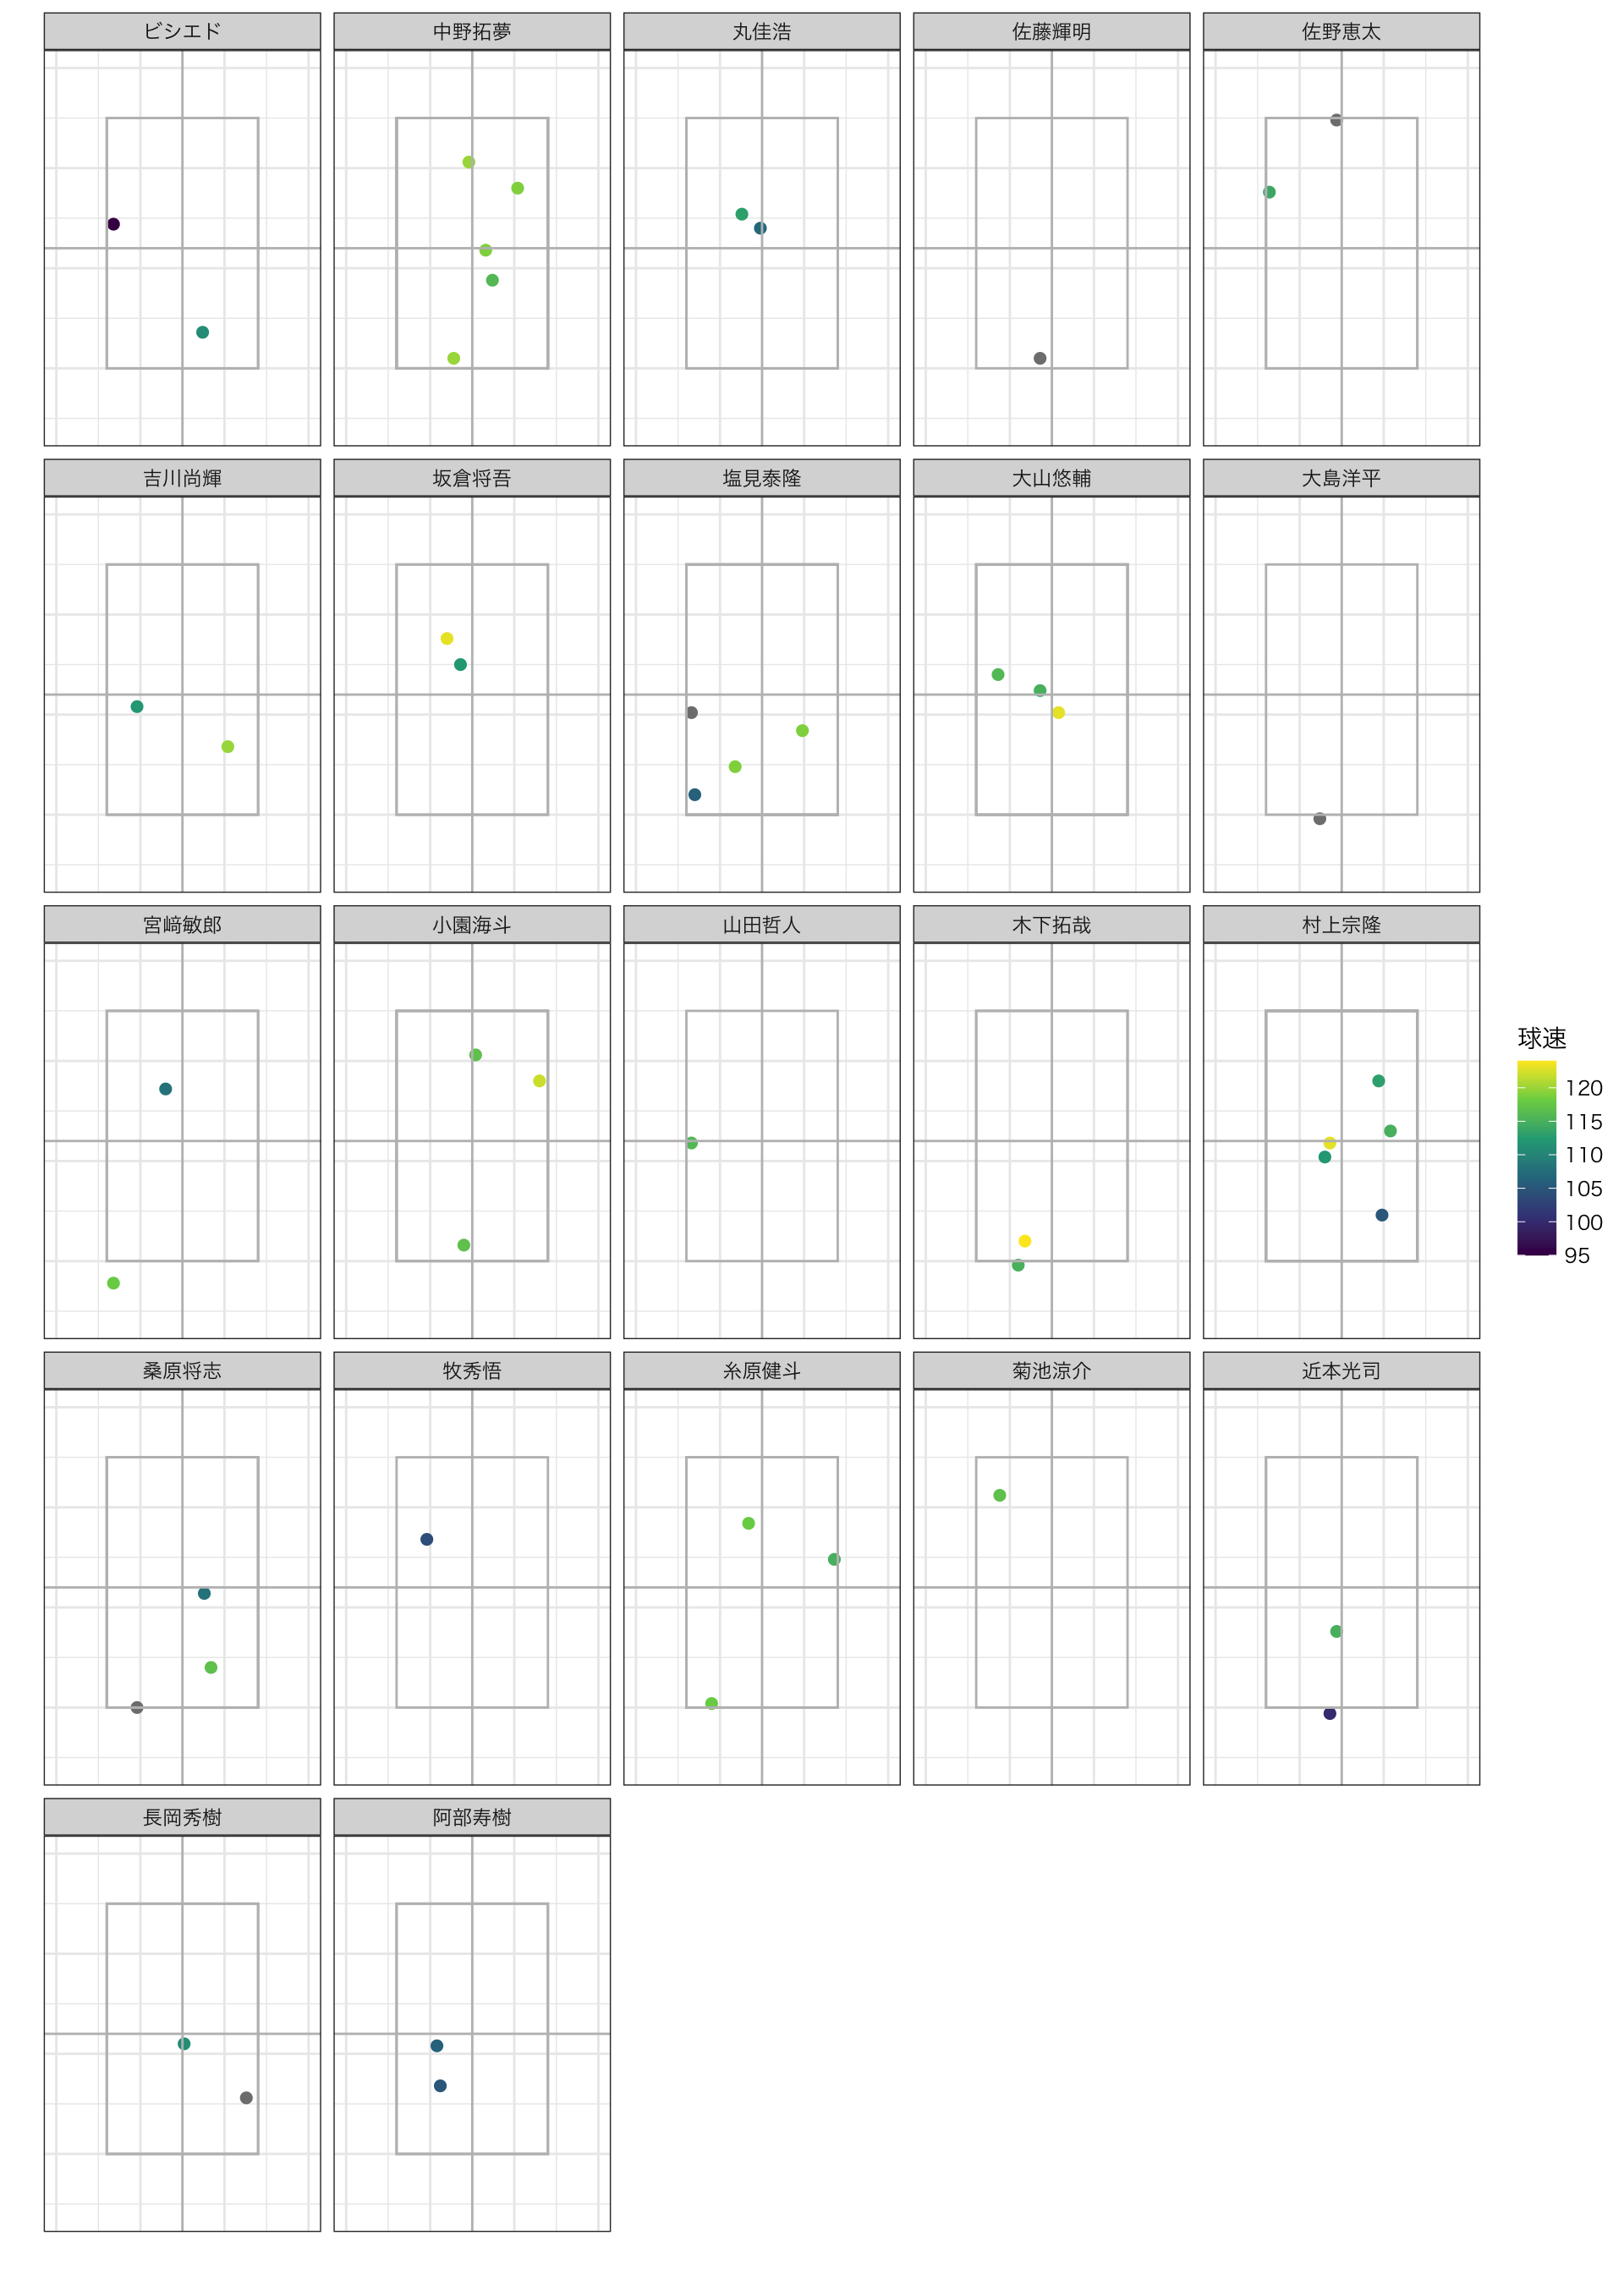 ビシエド
中野拓夢
丸佳浩
佐藤輝明
佐野恵太
吉川尚輝
坂倉将吾
塩見泰隆
大山悠輔
大島洋平
宮﨑敏郎
小園海斗
山田哲人
木下拓哉
村上宗隆
桑原将志
牧秀悟
糸原健斗
菊池涼介
近本光司
長岡秀樹
阿部寿樹
球速
120
115
110
105
100
95